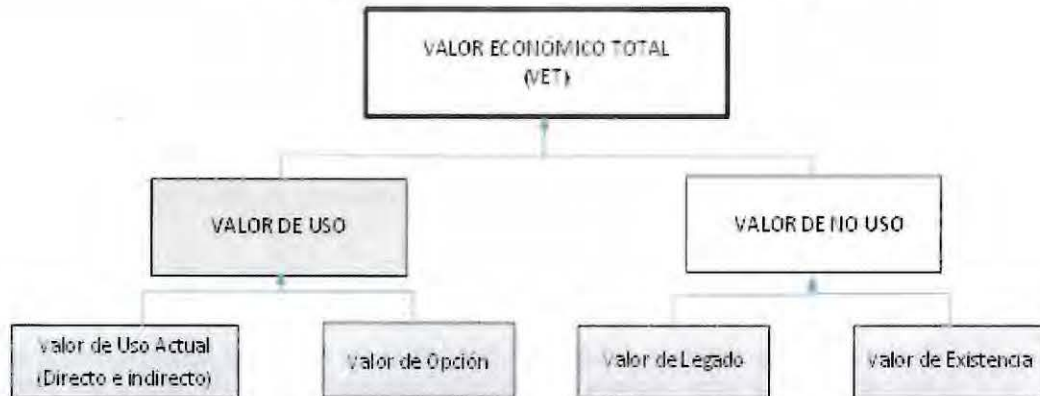 VALOR ECONÓMICO TOTAL
(VET)
VALOR DE USO
VALOR DE NO USO
Valor de Uso Actual
(Directo e indirecto)
Valor de Opción
Valor de Legado
Valor de Existencia